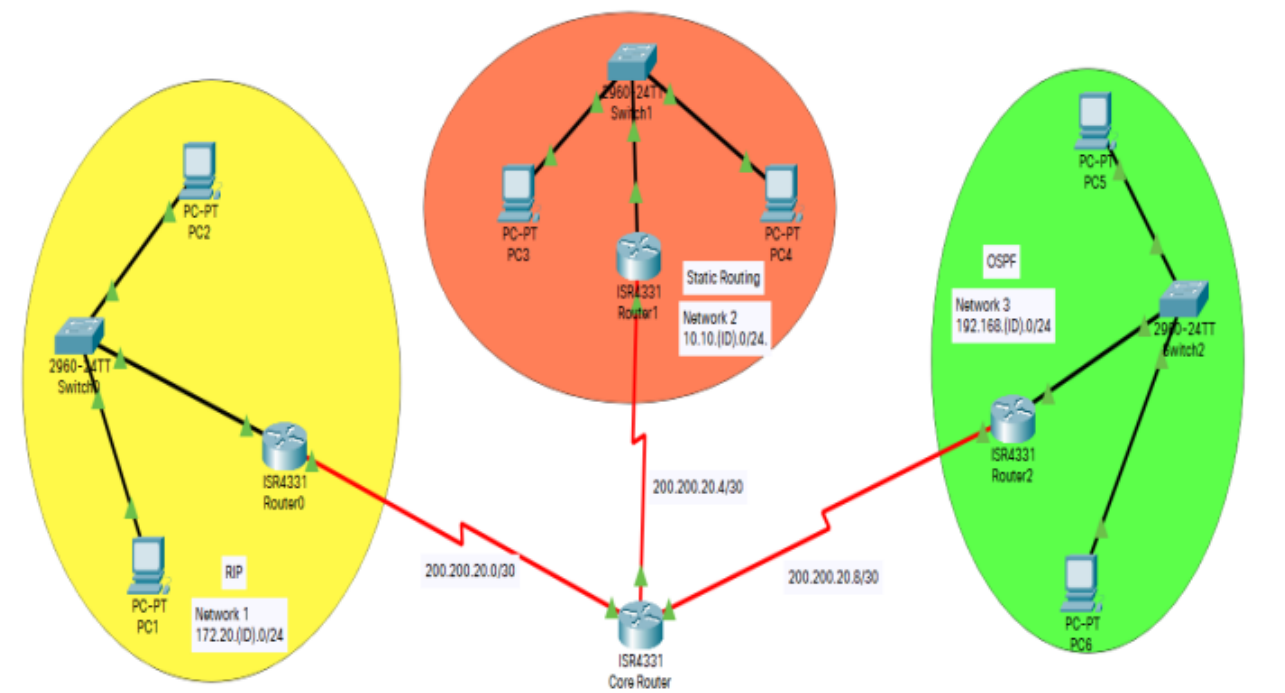 PC-PT
PC2
2960-24TT
Switch0
ISR4331
Router0
PC-PT
PC1
RIP
Network 1
172.20.(ID).0/24
2960-24TT
Switch1
PC-PT
PC3
PC-PT
PC4
ISR4331
Router1
Static Routing
Network 2
10.10.(ID).0/24.
PC-PT
PC5
OSPF
Network 3
192.168.(ID).0/24
2960-24TT
Switch2
ISR4331
Router2
PC-PT
PC6
200.200.20.0/30
200.200.20.4/30
200.200.20.8/30
ISR4331
Core Router